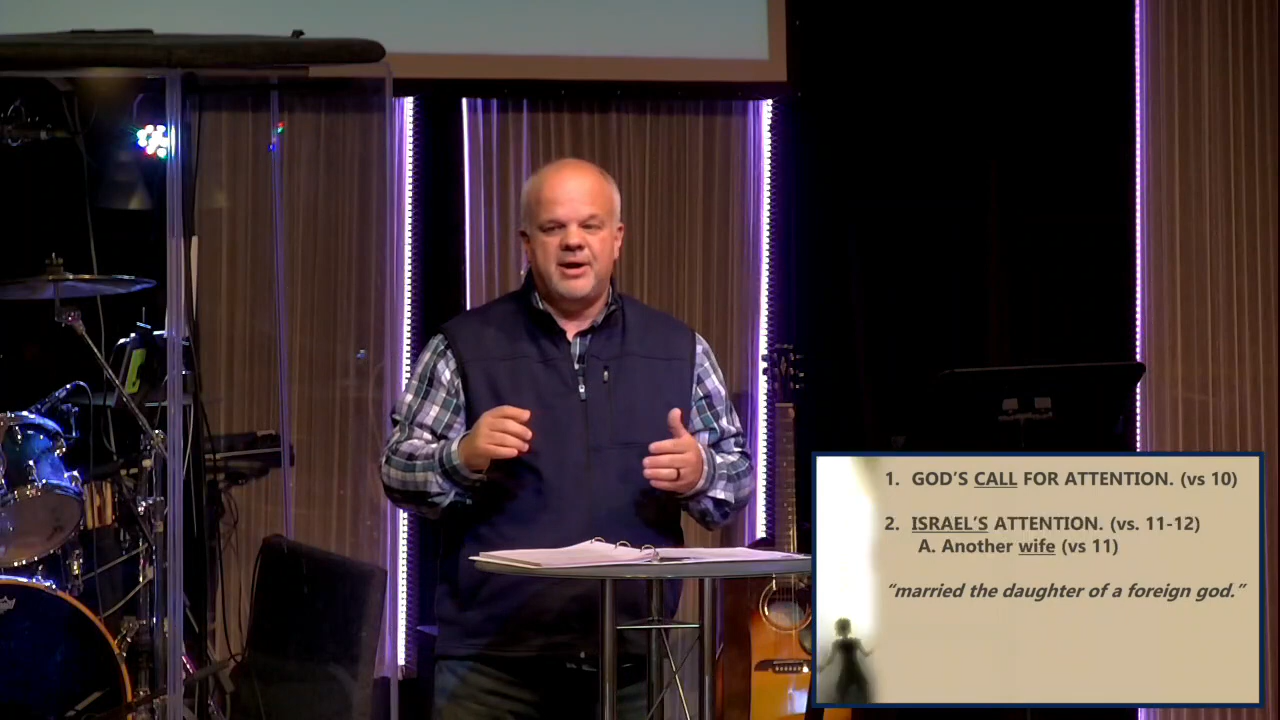 1. GOD'S CALL FOR ATTENTION. (vs 10)
2. ISRAEL'S ATTENTION. (vs. 11-12)
A. Another wife (vs 11)
“married the daughter of a foreign god.”